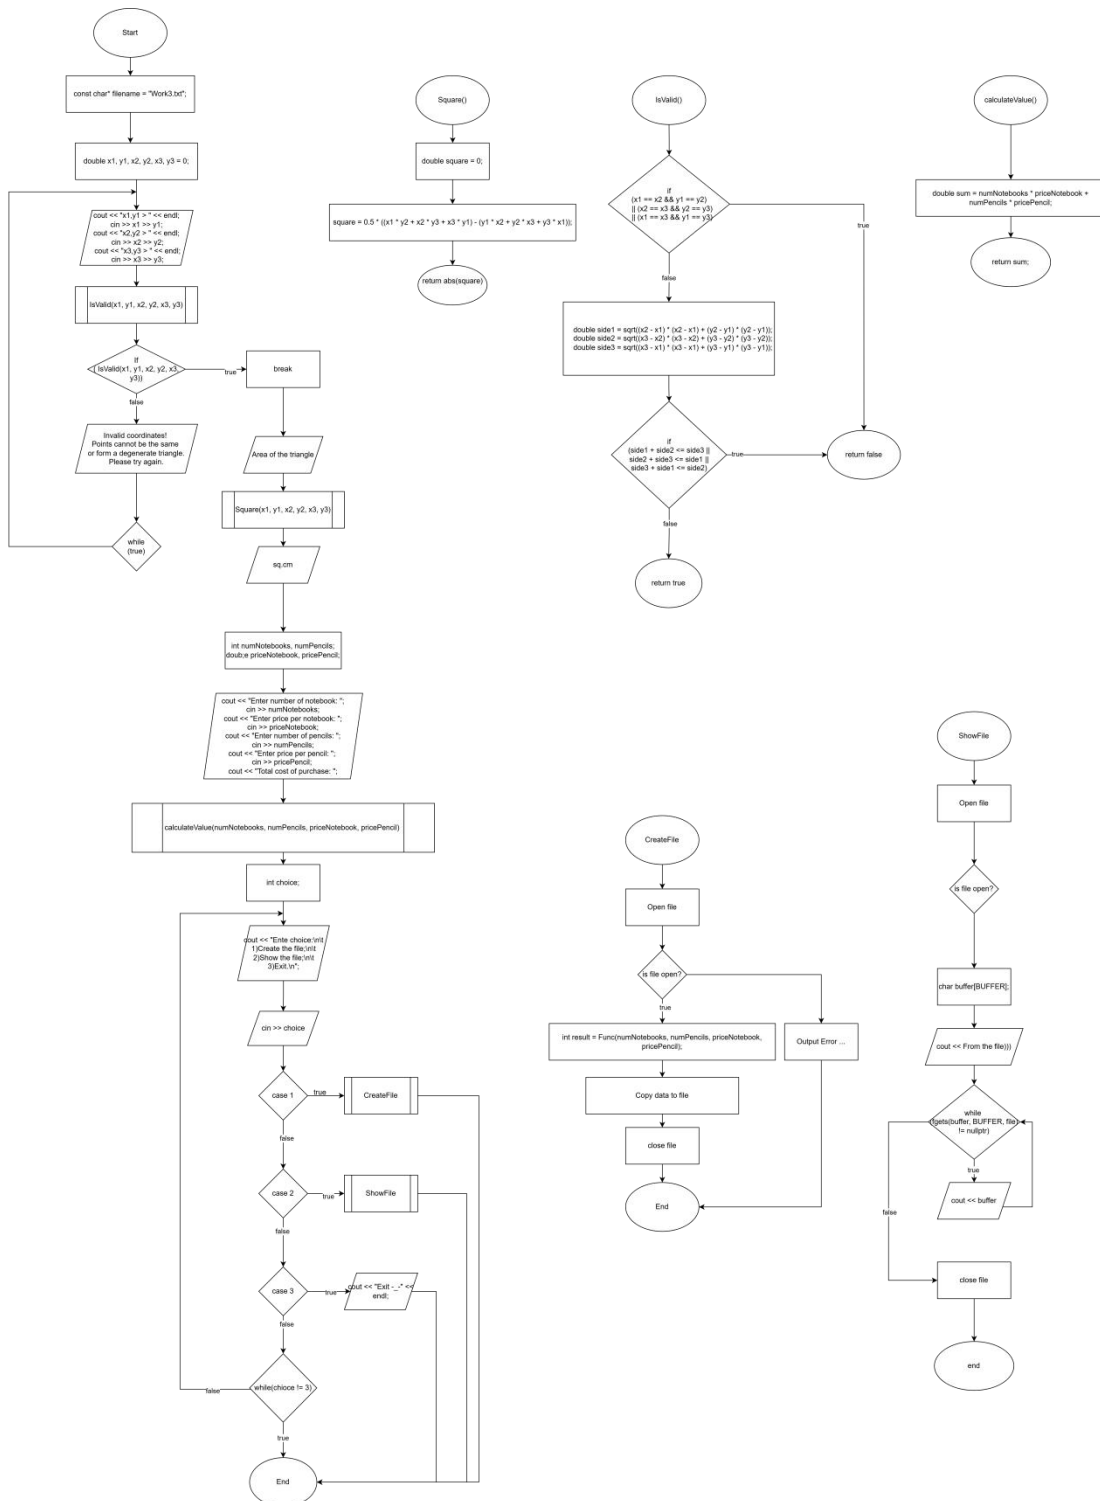 Start
const char* filename = "Work3.txt";
double x1, y1, x2, y2, x3, y3 = 0;
cout << "x1,y1 > " << endl;
cin >> x1 >> y1;
cout << "x2,y2 > " << endl;
cin >> x2 >> y2;
cout << "x3,y3 > " << endl;
cin >> x3 >> y3;
IsValid(x1, y1, x2, y2, x3, y3)
if
( IsValid(x1, y1, x2, y2, x3,
y3))
true
false
break
Invalid coordinates!
Points cannot be the same
or form a degenerate triangle.
Please try again.
while
(true)
Area of the triangle
Square(x1, y1, x2, y2, x3, y3)
sq.cm
int numNotebooks, numPencils;
doub;e priceNotebook, pricePencil;
cout << "Enter number of notebook: ";
cin >> numNotebooks;
cout << "Enter price per notebook: ";
cin >> priceNotebook;
cout << "Enter number of pencils: ";
cin >> numPencils;
cout << "Enter price per pencil: ";
cin >> pricePencil;
cout << "Total cost of purchase: ";
calculateValue(numNotebooks, numPencils, priceNotebook, pricePencil)
int choice;
cout << "Ente choice:\n\t
1)Create the file;\n\t
2)Show the file;\n\t
3)Exit.\n";
cin >> choice
case 1
true
CreateFile
false
case 2
true
ShowFile
false
case 3
true
cout << "Exit -_-" <<
endl;
false
while(chioce != 3)
false
true
End
Square()
double square = 0;
square = 0.5 * ((x1 * y2 + x2 * y3 + x3 * y1) - (y1 * x2 + y2 * x3 + y3 * x1));
return abs(square)
IsValid()
if
(x1 == x2 && y1 == y2)
|| (x2 == x3 && y2 == y3)
|| (x1 == x3 && y1 == y3)
true
false
double side1 = sqrt((x2 - x1) * (x2 - x1) + (y2 - y1) * (y2 - y1));
double side2 = sqrt((x3 - x2) * (x3 - x2) + (y3 - y2) * (y3 - y2));
double side3 = sqrt((x3 - x1) * (x3 - x1) + (y3 - y1) * (y3 - y1));
if
(side1 + side2 <= side3 ||
side2 + side3 <= side1 ||
side3 + side1 <= side2)
true
return false
false
return true
calculateValue()
double sum = numNotebooks * priceNotebook +
numPencils * pricePencil;
return sum;
CreateFile
Open file
is file open?
true
int result = Func(numNotebooks, numPencils, priceNotebook,
pricePencil);
Output Error ...
Copy data to file
close file
End
ShowFile
Open file
is file open?
char buffer[BUFFER];
cout << From the file)))
while
(fgets(buffer, BUFFER, file)
!= nullptr)
true
cout << buffer
false
close file
end